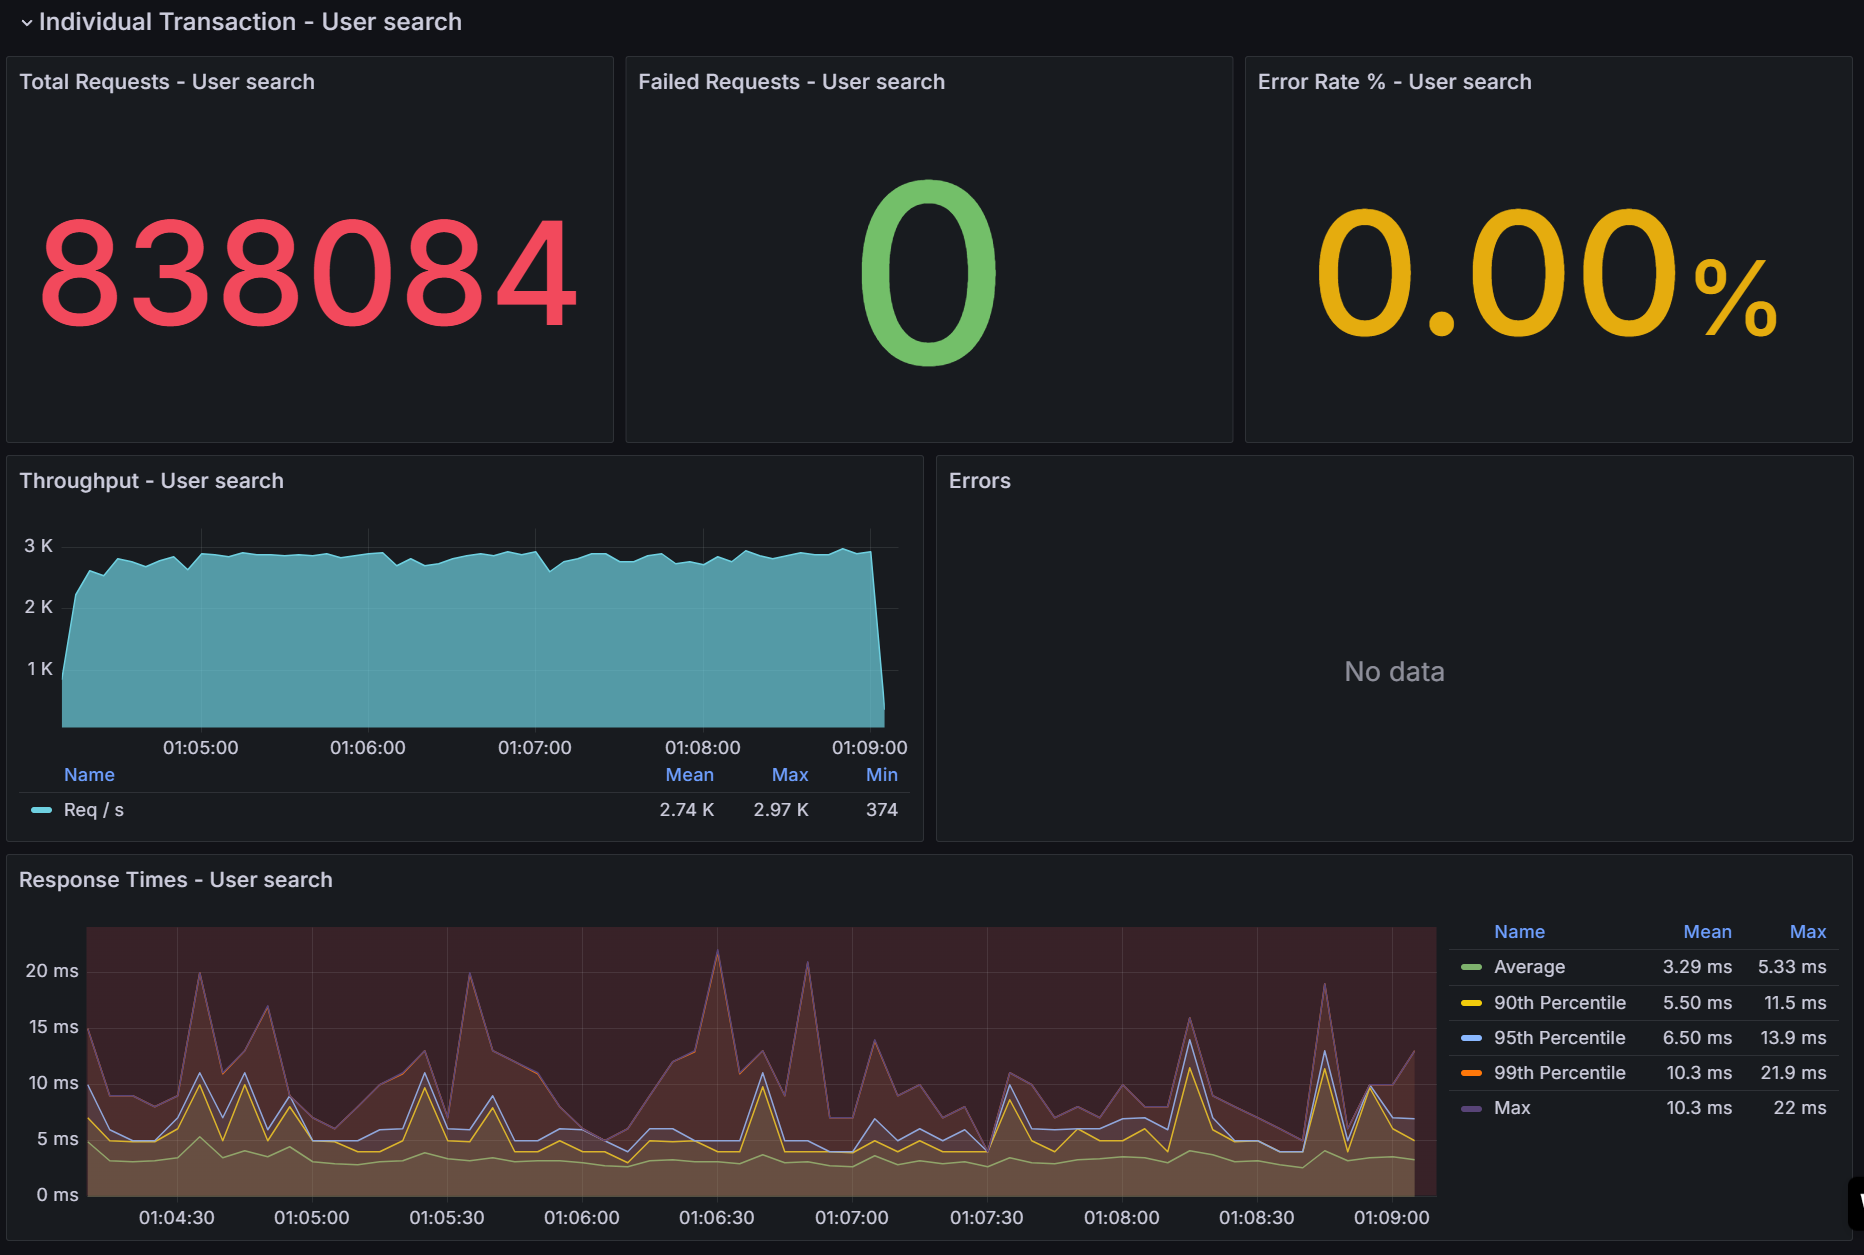 Individual Transaction - User search
Total Requests - User search
838084
Failed Requests - User search
0
Error Rate % - User search
0.00%
Throughput - User search
3 K
2 K
1 K
01:05:00 01:06:00 01:07:00 01:08:00 01:09:00
Name Mean Max Min
Req / s 2.74 K 2.97 K 374
Errors
No data
Response Times - User search
20 ms
15 ms
10 ms
5 ms
0 ms
01:04:30 01:05:00 01:05:30 01:06:00 01:06:30 01:07:00 01:07:30 01:08:00 01:08:30 01:09:00
Name Mean Max
Average 3.29 ms 5.33 ms
90th Percentile 5.50 ms 11.5 ms
95th Percentile 6.50 ms 13.9 ms
99th Percentile 10.3 ms 21.9 ms
Max 10.3 ms 22 ms